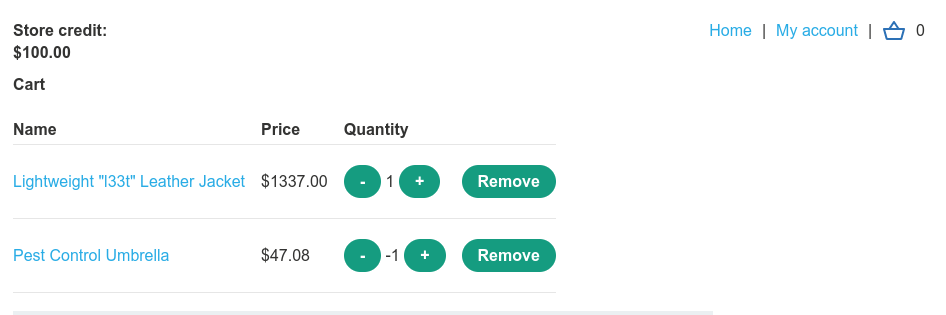 Store credit:
$100.00
Home | My account | 0
Cart
Name Price Quantity
Lightweight "l33t" Leather Jacket $1337.00 - 1 + Remove
Pest Control Umbrella $47.08 - -1 + Remove